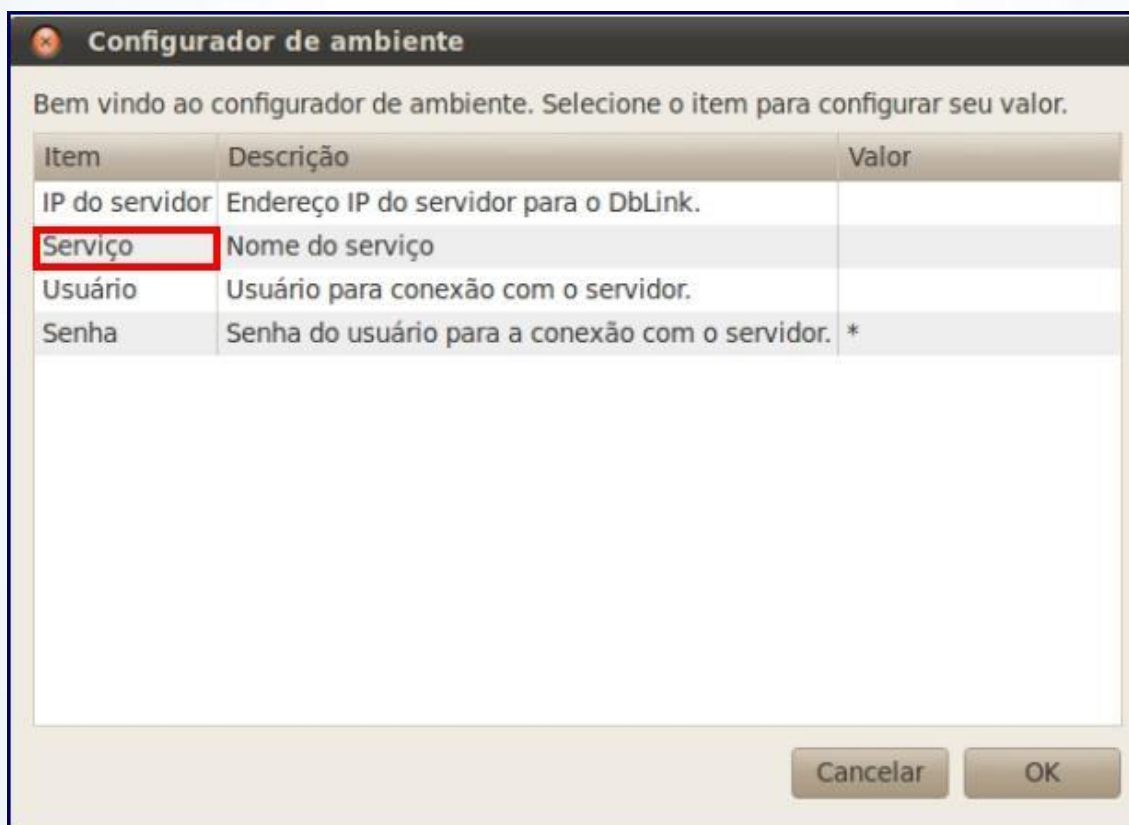 Configurador de ambiente
Bem vindo ao configurador de ambiente. Selecione o item para configurar seu valor.
Item Descrição Valor
IP do servidor Endereço IP do servidor para o DbLink.
Serviço Nome do serviço
Usuário Usuário para conexão com o servidor.
Senha Senha do usuário para a conexão com o servidor. *
Cancelar OK